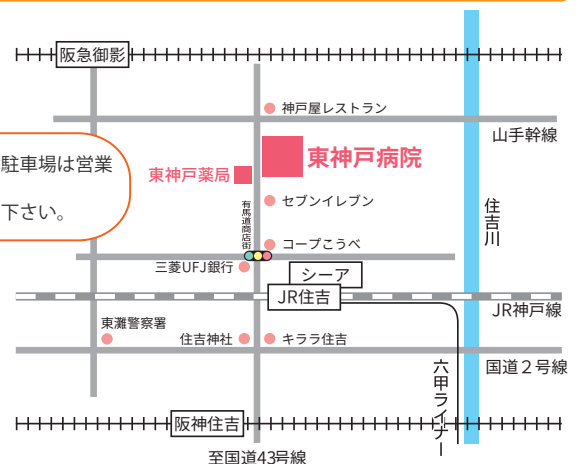 阪急御影
神戸屋レストラン
山手幹線
駐車場は営業
下さい。
東神戸病院
東神戸薬局
セブンイレブン
有馬道商店街
住吉川
コープこうべ
三菱UFJ銀行
シーア
JR住吉
JR神戸線
東灘警察署
住吉神社
キララ住吉
国道2号線
六甲ライナー
阪神住吉
至国道43号線